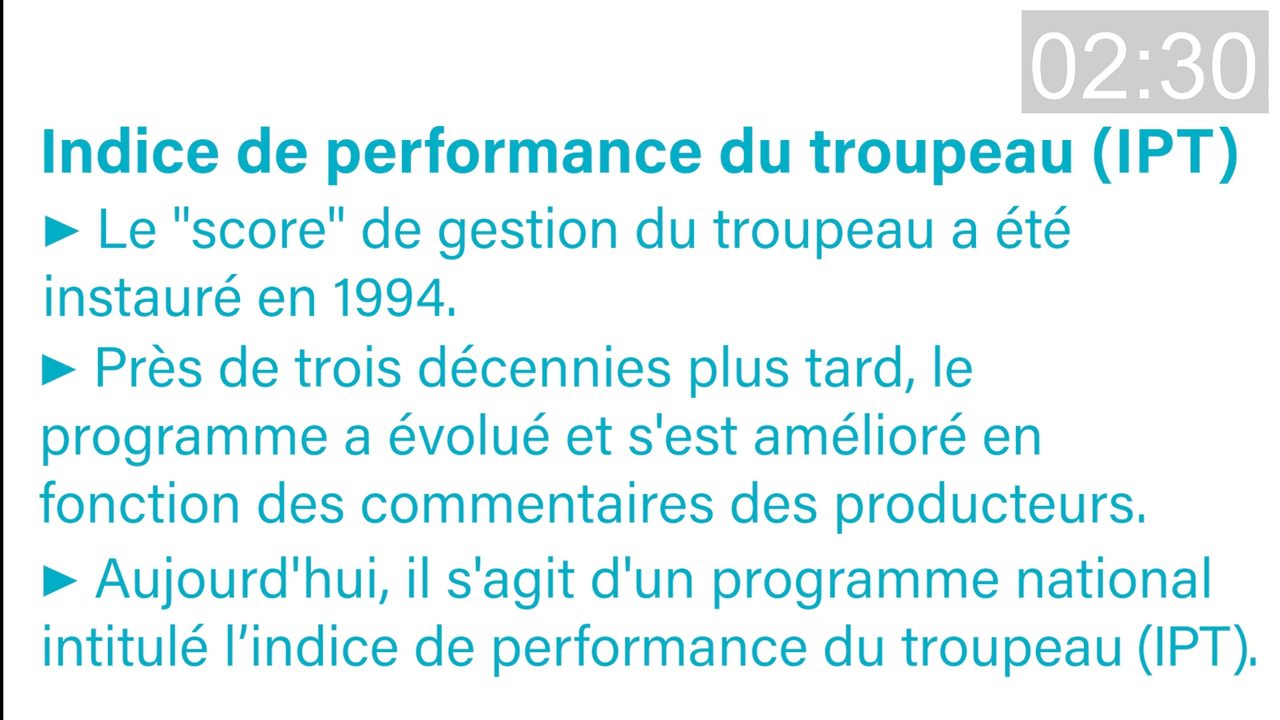 02:30
Indice de performance du troupeau (IPT)
► Le "score" de gestion du troupeau a été
instauré en 1994.
► Près de trois décennies plus tard, le
programme a évolué et s'est amélioré en
fonction des commentaires des producteurs.
► Aujourd'hui, il s'agit d'un programme national
intitulé l’indice de performance du troupeau (IPT).